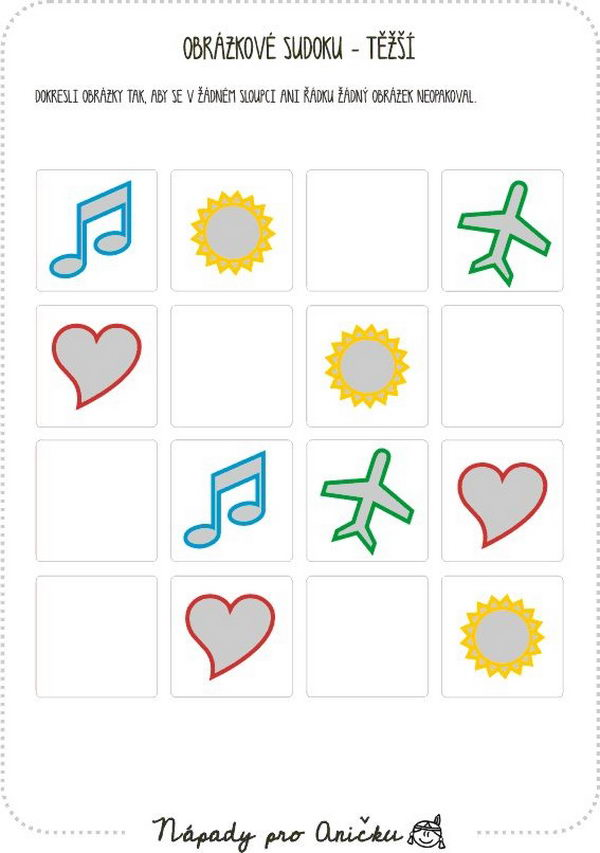 OBRÁZKOVÉ SUDOKU - TĚŽŠÍ
DOKRESLI OBRÁZKY TAK, ABY SE V ŽÁDNÉM SLOUPCI ANI ŘÁDKU ŽÁDNÝ OBRÁZEK NEOPAKOVAL.
Nápady pro Aničku